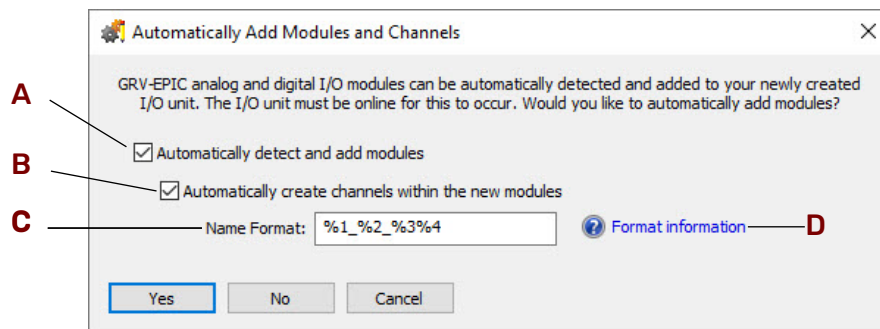 Automatically Add Modules and Channels
GRV-EPIC analog and digital I/O modules can be automatically detected and added to your newly created
I/O unit. The I/O unit must be online for this to occur. Would you like to automatically add modules?
A
Automatically detect and add modules
B
Automatically create channels within the new modules
C Name Format: %1_%2_%3%4 Format information D
Yes No Cancel